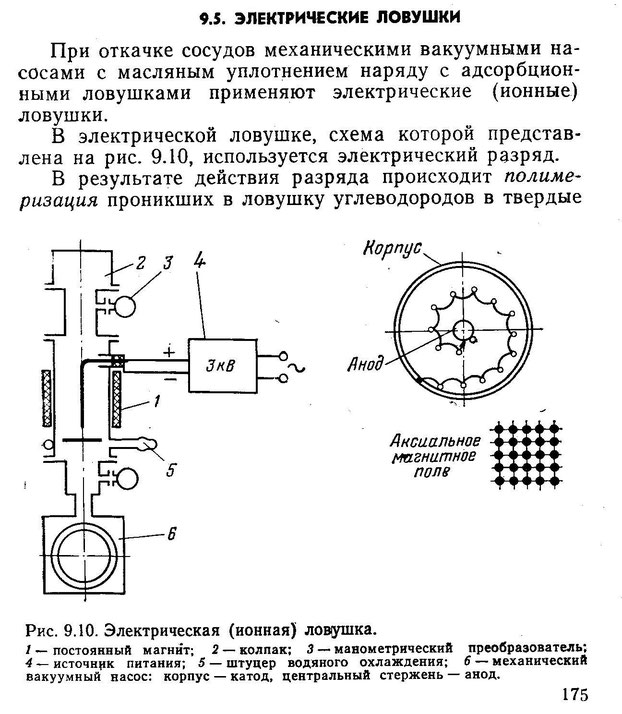 9.5. ЭЛЕКТРИЧЕСКИЕ ЛОВУШКИ
При откачке сосудов механическими вакуумными на-
сосами с масляным уплотнением наряду с адсорбцион-
ными ловушками применяют электрические (ионные)
ловушки.
В электрической ловушке, схема которой представ-
лена на рис. 9.10, используется электрический разряд.
В результате действия разряда происходит полиме-
ризация проникших в ловушку углеводородов в твердые
2 3 4
+
3кВ
−
~
1
5
6
Корпус
Анод
Аксиальное
магнитное
поле
Рис. 9.10. Электрическая (ионная) ловушка.
1 — постоянный магнит; 2 — колпак; 3 — манометрический преобразователь;
4 — источник питания; 5 — штуцер водяного охлаждения; 6 — механический
вакуумный насос: корпус — катод, центральный стержень — анод.
175